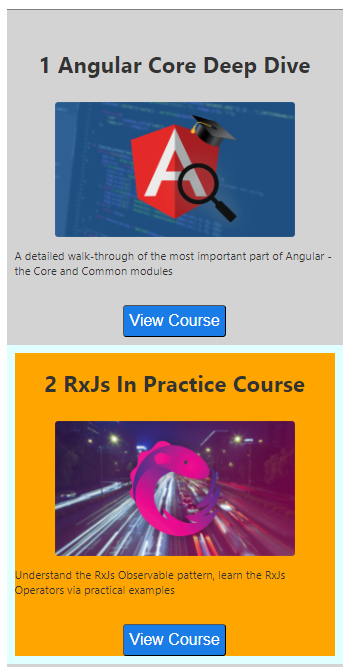 1 Angular Core Deep Dive
A
A detailed walk-through of the most important part of Angular -
the Core and Common modules
View Course
2 RxJs In Practice Course
Understand the RxJs Observable pattern, learn the RxJs
Operators via practical examples
View Course